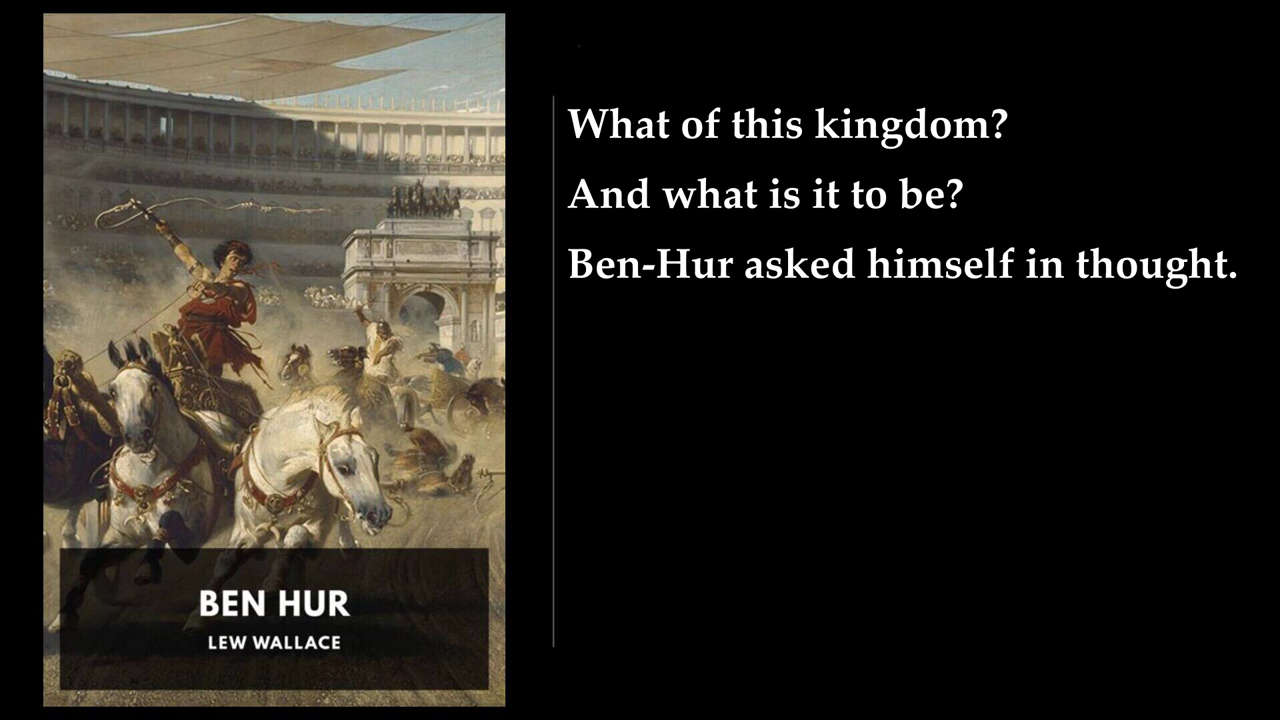 What of this kingdom?
And what is it to be?
Ben-Hur asked himself in thought.
BEN HUR
LEW WALLACE